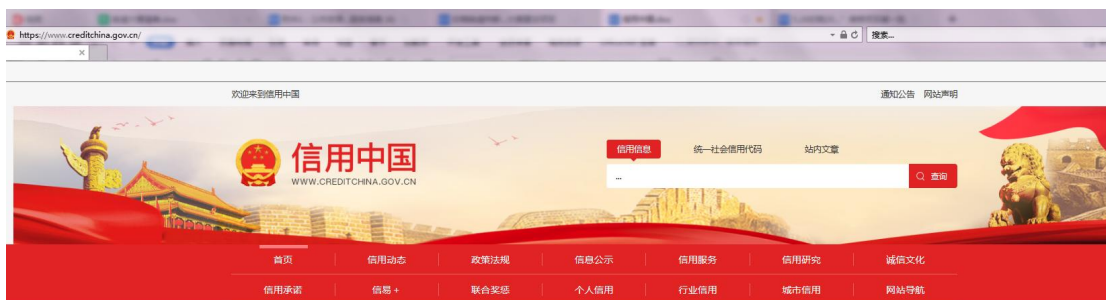 https://www.creditchina.gov.cn/
搜索...
欢迎来到信用中国
通知公告 网站声明
信用信息 统一社会信用代码 站内文章
信用中国
WWW.CREDITCHINA.GOV.CN
...
查询
首页 信用动态 政策法规 信息公示 信用服务 信用研究 诚信文化
信用承诺 信易+ 联合奖惩 个人信用 行业信用 城市信用 网站导航